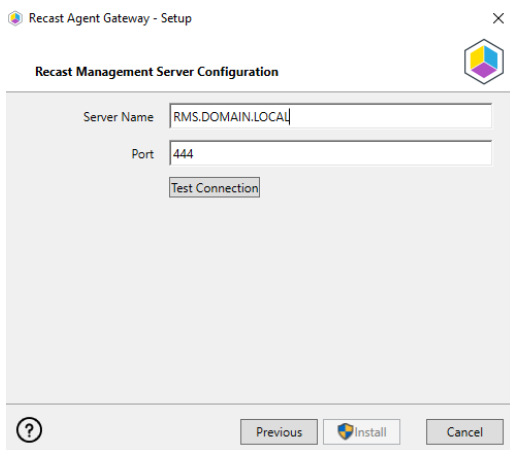 Recast Agent Gateway - Setup
Recast Management Server Configuration
Server Name RMS.DOMAIN.LOCAL
Port 444
Test Connection
? Previous Install Cancel